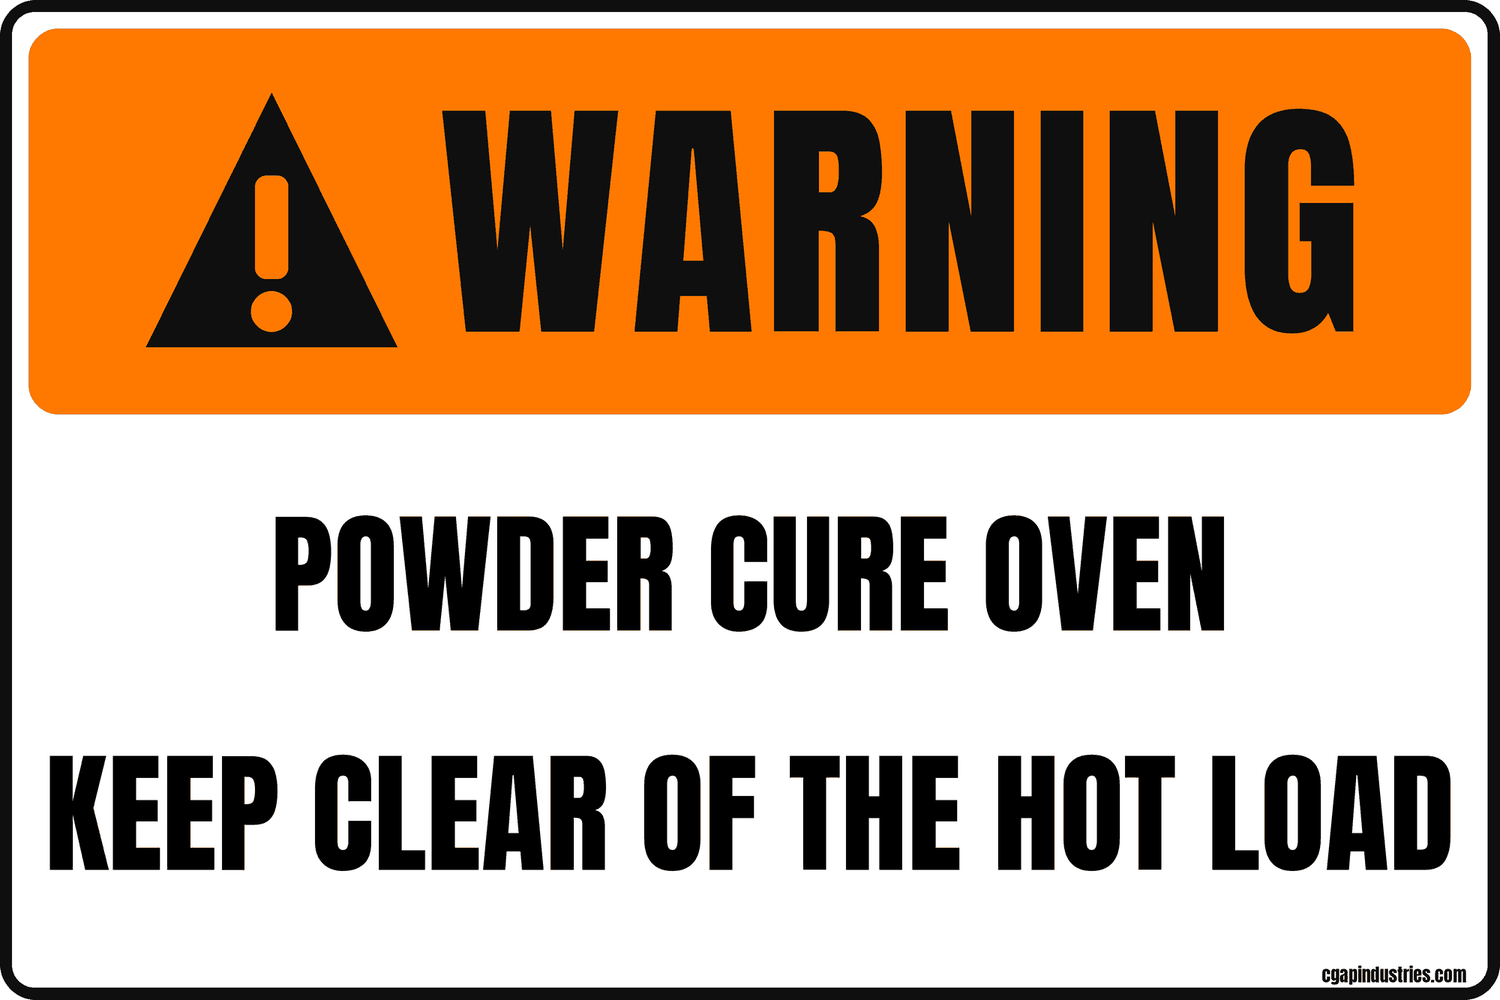 WARNING
POWDER CURE OVEN
KEEP CLEAR OF THE HOT LOAD
cgapindustries.com